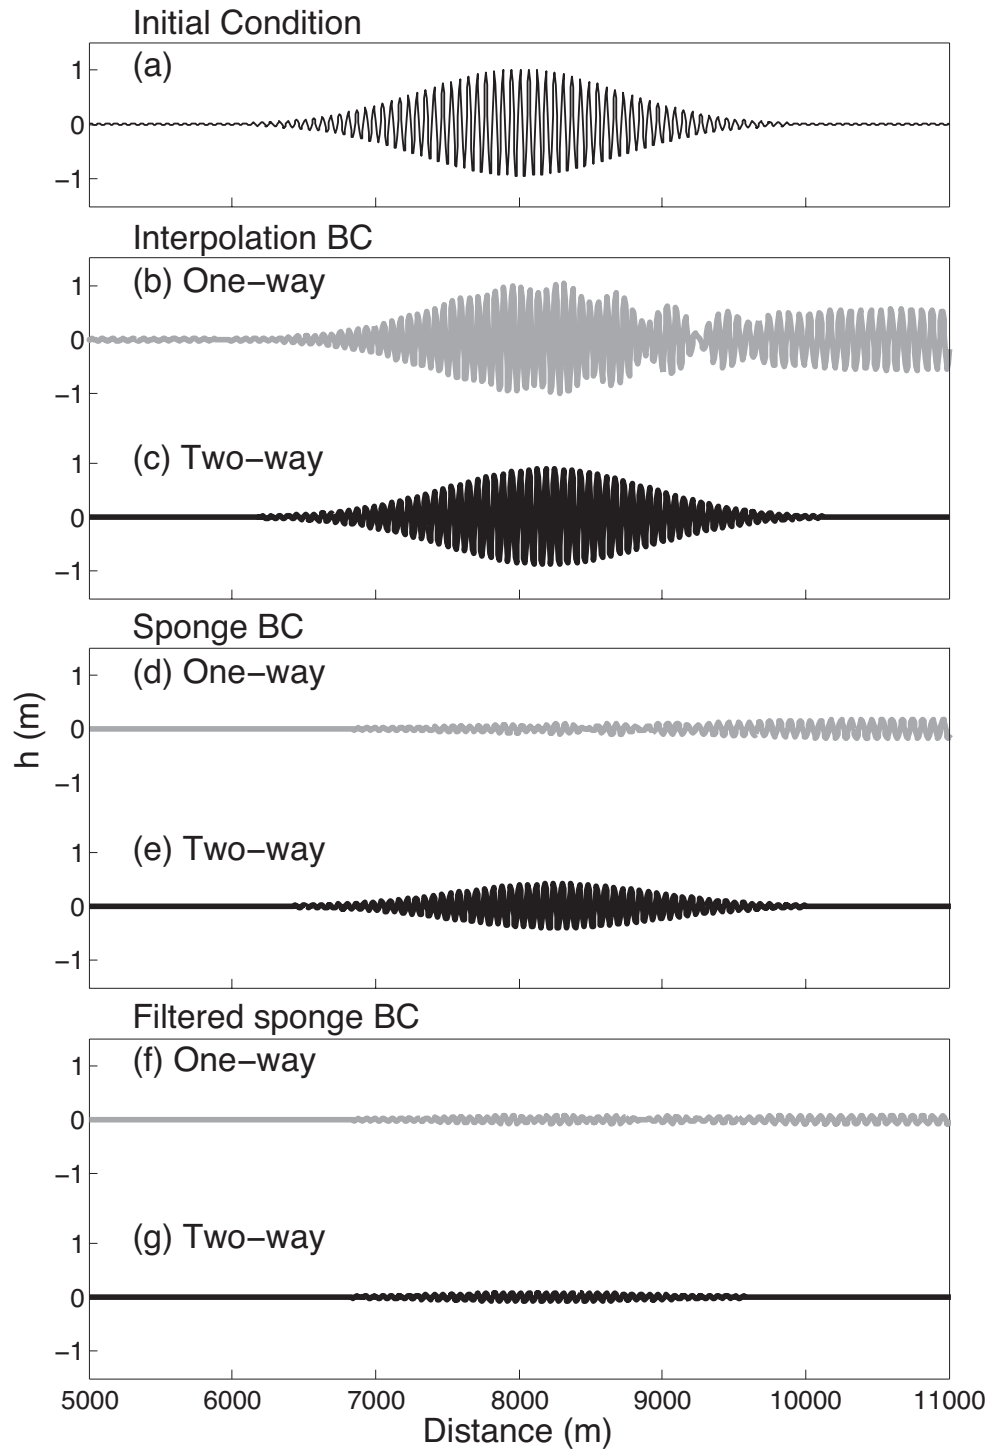 Initial Condition
(a)
1
0
−1
Interpolation BC
(b) One−way
1
0
−1
(c) Two−way
1
0
−1
Sponge BC
(d) One−way
1
0
−1
h (m)
(e) Two−way
1
0
−1
Filtered sponge BC
(f) One−way
1
0
−1
(g) Two−way
1
0
−1
5000 6000 7000 8000 9000 10000 11000
Distance (m)